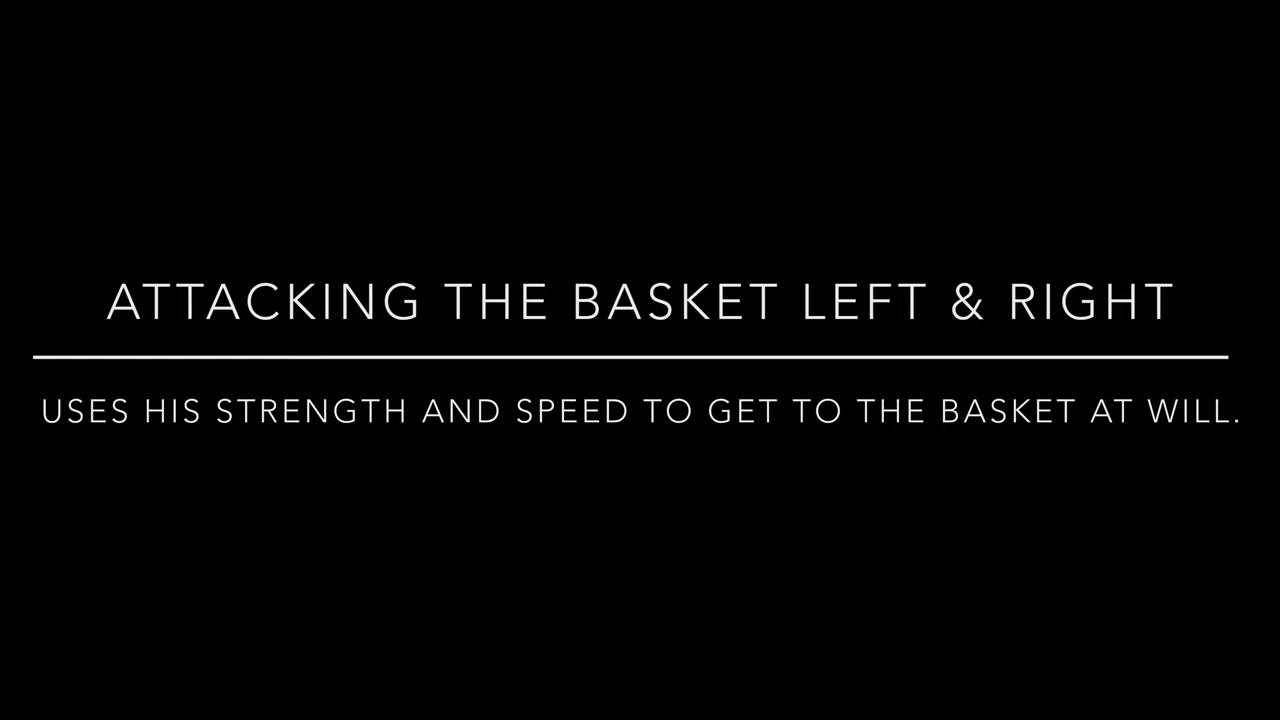 ATTACKING THE BASKET LEFT & RIGHT
USES HIS STRENGTH AND SPEED TO GET TO THE BASKET AT WILL.